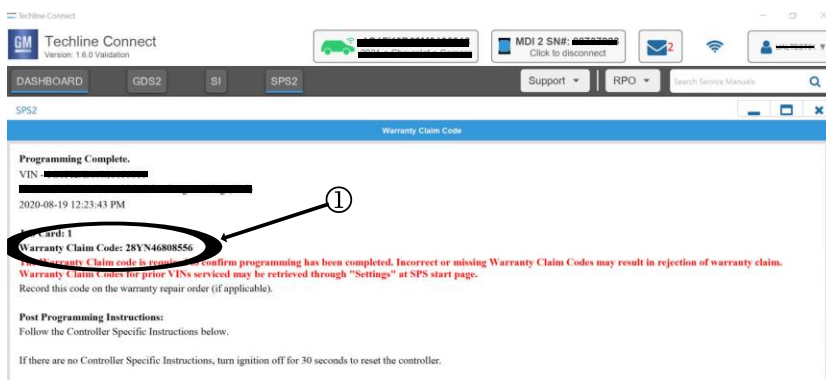 Techline Connect
GM
Techline Connect
Version: 1.6.0 Validation
MDI 2 SN#:
Click to disconnect
2
DASHBOARD GDS2 SI SPS2 Support RPO Search Service Manuals
SPS2
Warranty Claim Code
Programming Complete.
VIN -
2020-08-19 12:23:43 PM
①
Card: 1
Warranty Claim Code: 28YN46808556
The Warranty Claim code is required to confirm programming has been completed. Incorrect or missing Warranty Claim Codes may result in rejection of warranty claim.
Warranty Claim Codes for prior VINs serviced may be retrieved through "Settings" at SPS start page.
Record this code on the warranty repair order (if applicable).
Post Programming Instructions:
Follow the Controller Specific Instructions below.
If there are no Controller Specific Instructions, turn ignition off for 30 seconds to reset the controller.